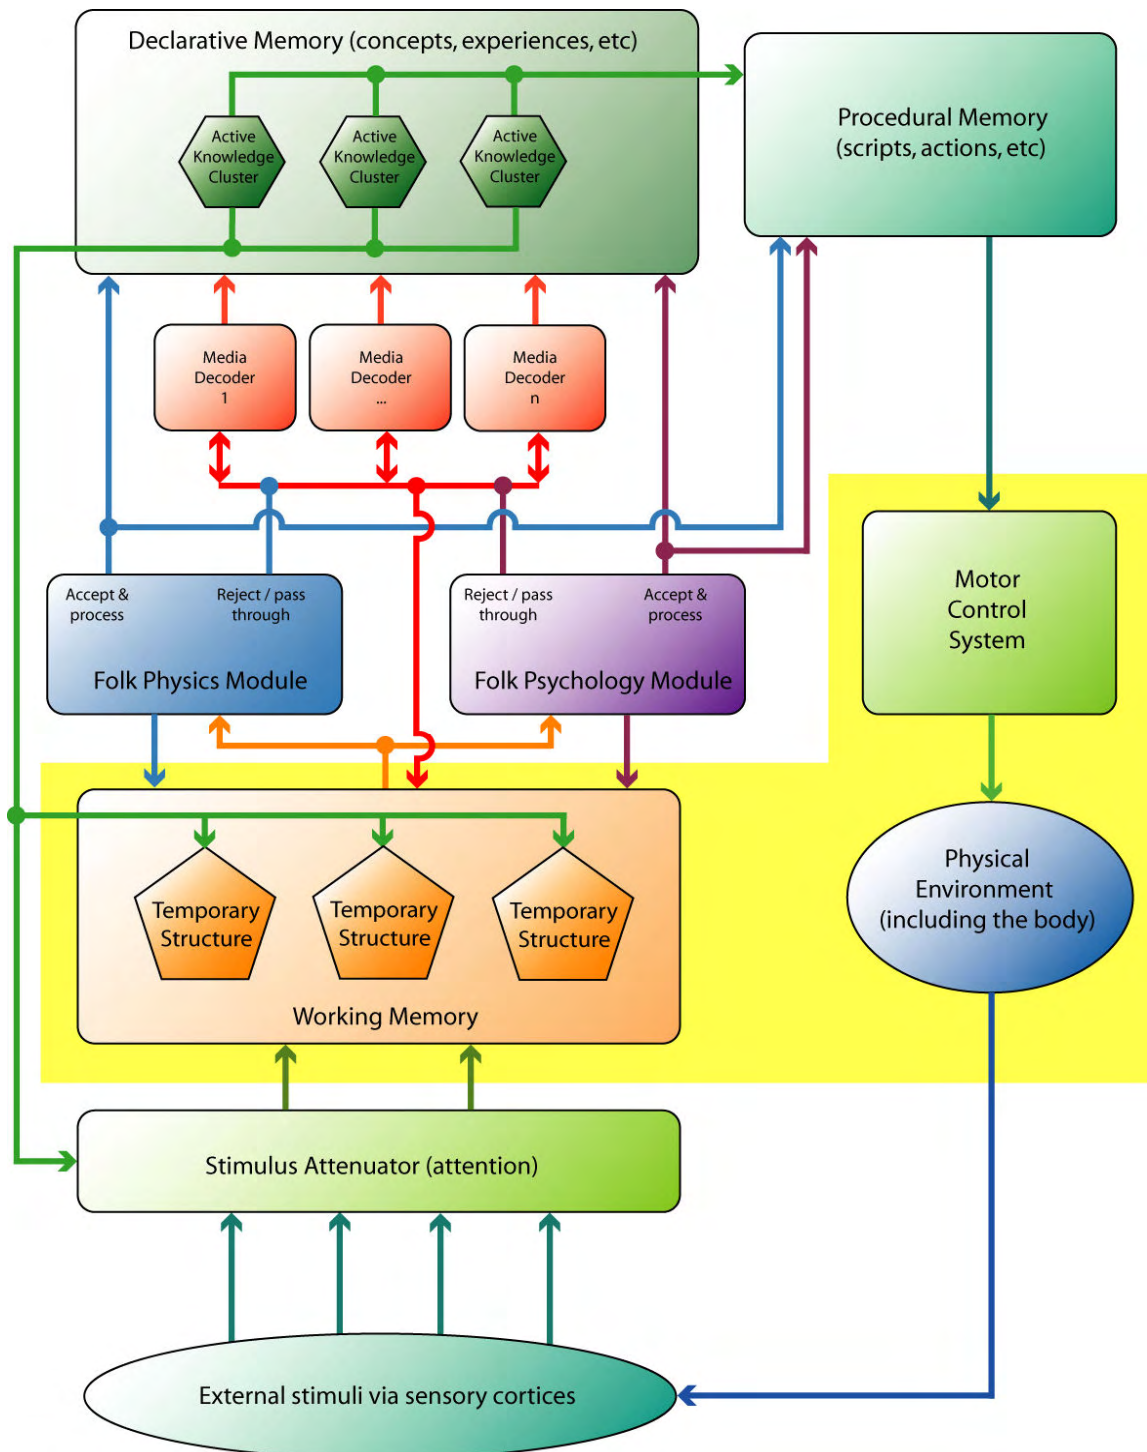 Declarative Memory (concepts, experiences, etc)
Active
Knowledge
Cluster
Active
Knowledge
Cluster
Active
Knowledge
Cluster
Procedural Memory
(scripts, actions, etc)
Media
Decoder
1
Media
Decoder
...
Media
Decoder
n
Accept &
process
Reject / pass
through
Folk Physics Module
Reject / pass
through
Accept &
process
Folk Psychology Module
Motor
Control
System
Temporary
Structure
Temporary
Structure
Temporary
Structure
Working Memory
Physical
Environment
(including the body)
Stimulus Attenuator (attention)
External stimuli via sensory cortices